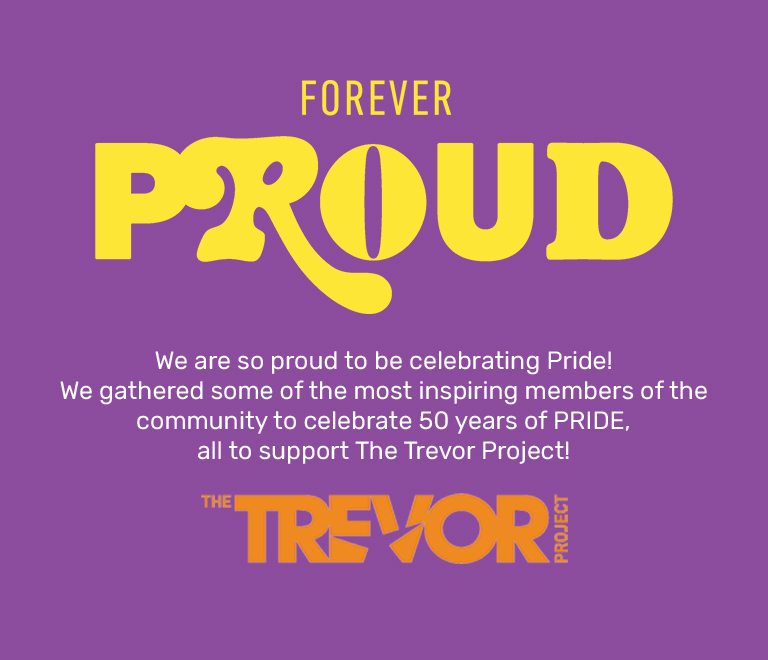 FOREVER
PROUD
We are so proud to be celebrating Pride!
We gathered some of the most inspiring members of the
community to celebrate 50 years of PRIDE,
all to support The Trevor Project!
THE TREVOR PROJECT